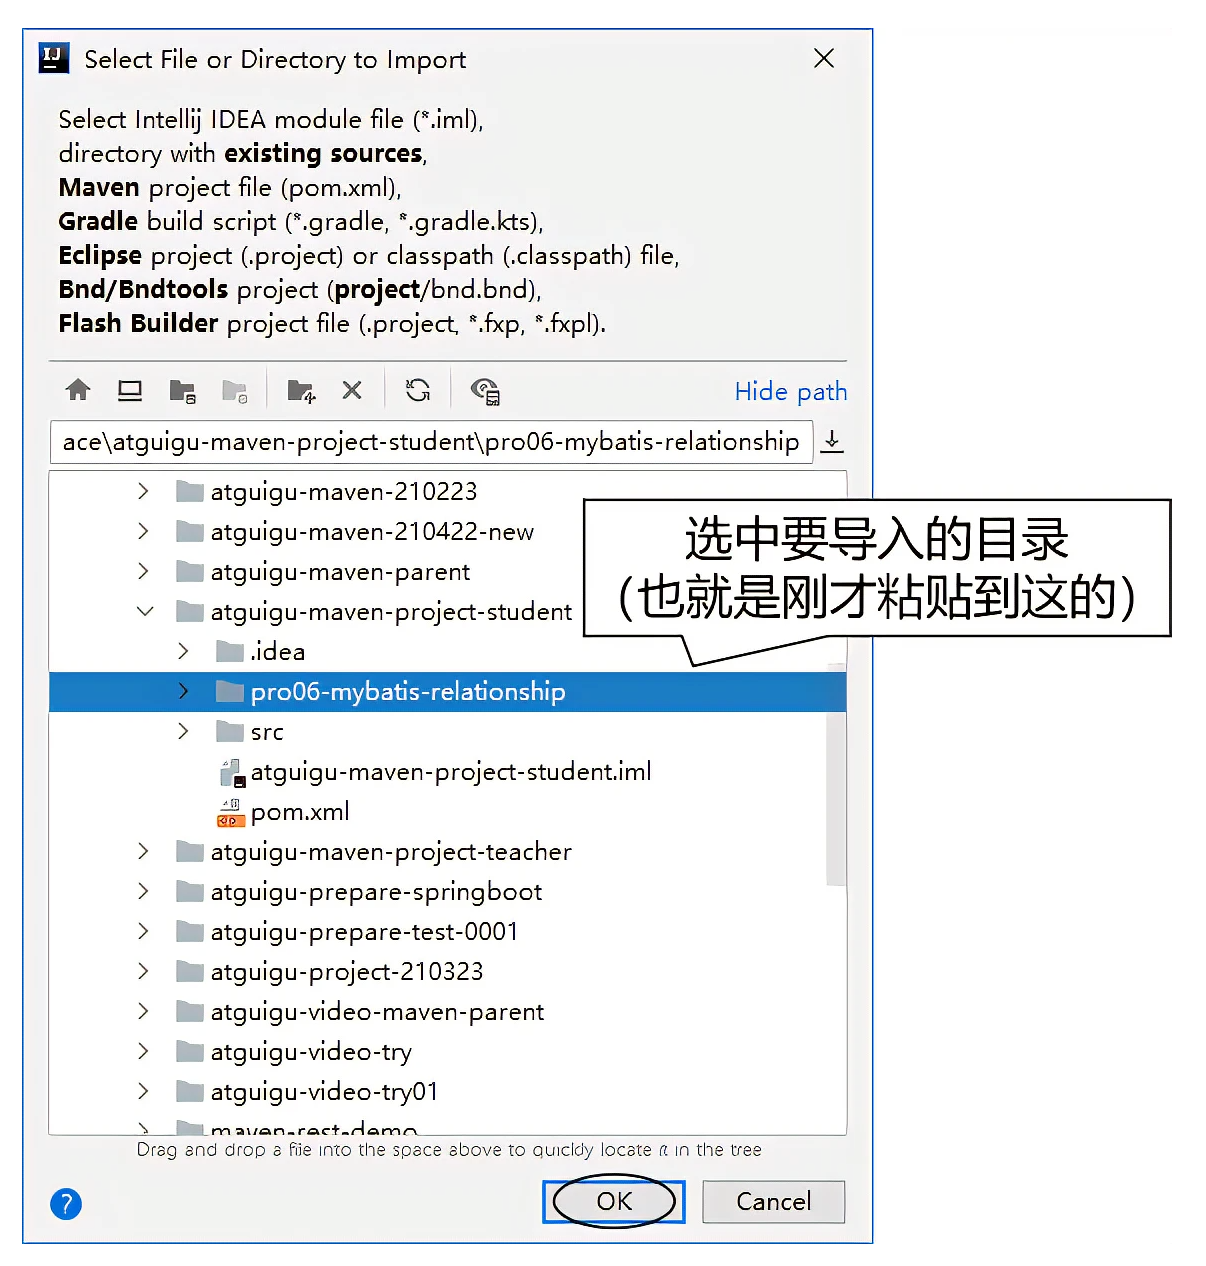 Select File or Directory to Import
Select Intellij IDEA module file (*.iml),
directory with existing sources,
Maven project file (pom.xml),
Gradle build script (*.gradle, *.gradle.kts),
Eclipse project (.project) or classpath (.classpath) file,
Bnd/Bndtools project (project/bnd.bnd),
Flash Builder project file (.project, *.fxp, *.fxpl).
Hide path
ace\atguigu-maven-project-student\pro06-mybatis-relationship
atguigu-maven-210223
atguigu-maven-210422-new
atguigu-maven-parent
atguigu-maven-project-student
选中要导入的目录
（也就是刚才粘贴到这的）
.idea
pro06-mybatis-relationship
src
atguigu-maven-project-student.iml
pom.xml
atguigu-maven-project-teacher
atguigu-prepare-springboot
atguigu-prepare-test-0001
atguigu-project-210323
atguigu-video-maven-parent
atguigu-video-try
atguigu-video-try01
maven-rest-demo
Drag and drop a file into the space above to quickly locate it in the tree
?
OK
Cancel